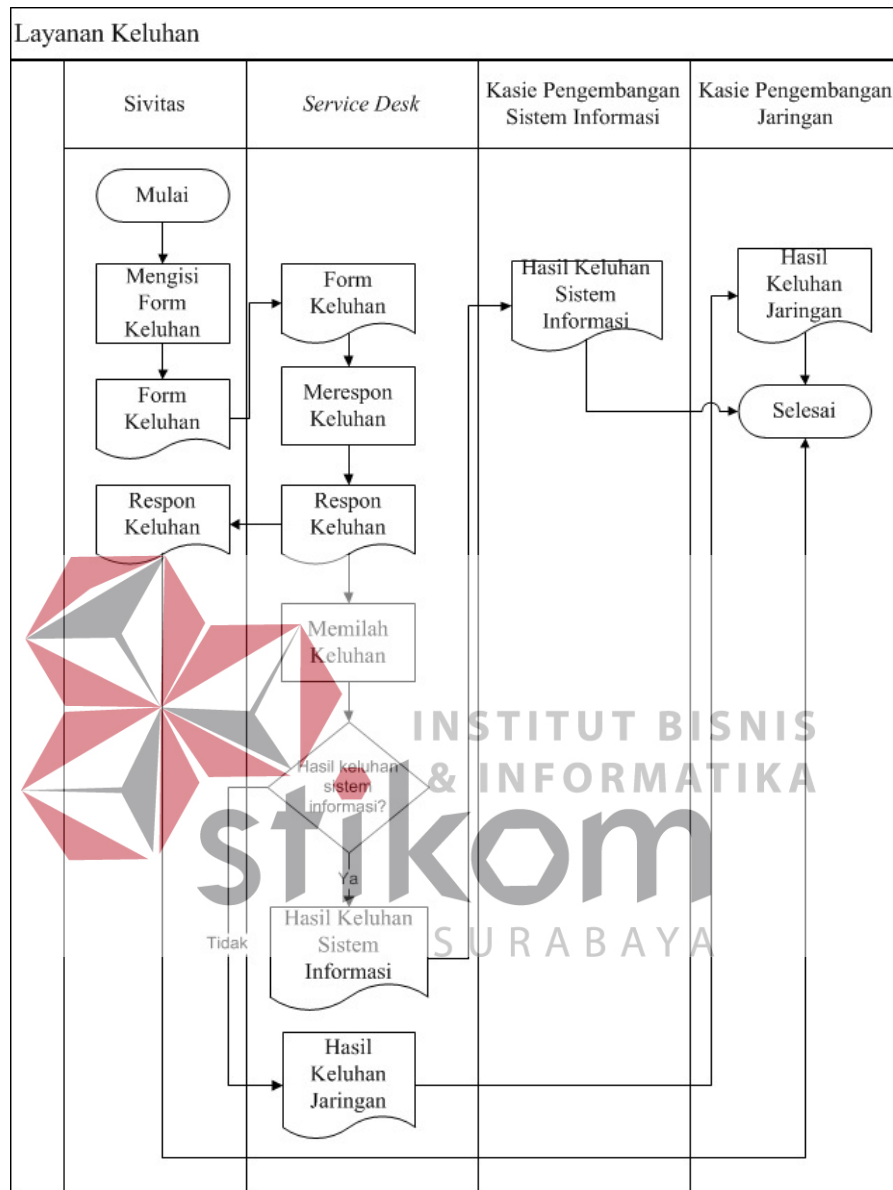 Layanan Keluhan
Sivitas
Service Desk
Kasie Pengembangan
Sistem Informasi
Kasie Pengembangan
Jaringan
Mulai
Mengisi
Form
Keluhan
Form
Keluhan
Respon
Keluhan
Form
Keluhan
Merespon
Keluhan
Respon
Keluhan
Memilah
Keluhan
Hasil keluhan
sistem
informasi?
Ya
Tidak
Hasil Keluhan
Sistem
Informasi
Hasil
Keluhan
Jaringan
Hasil Keluhan
Sistem
Informasi
Hasil
Keluhan
Jaringan
Selesai
INSTITUT BISNIS
& INFORMATIKA
stikom
SURABAYA